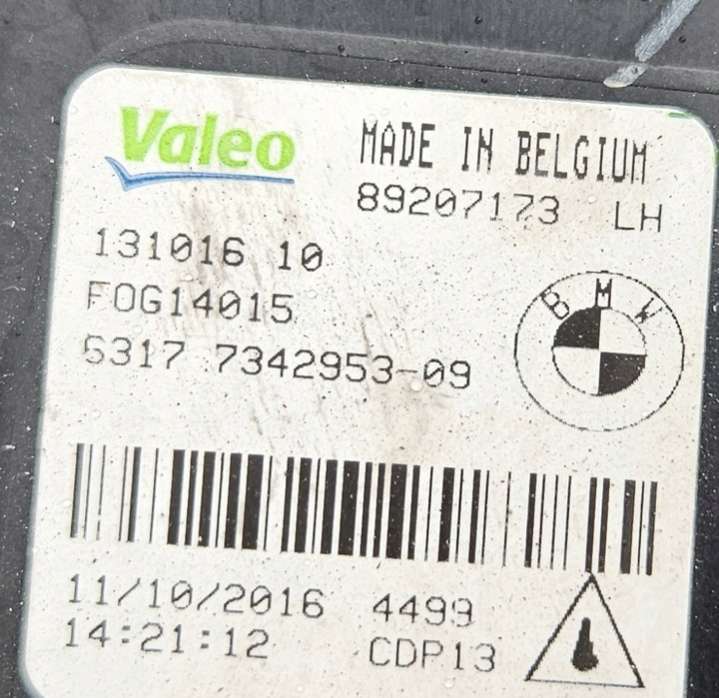 Valeo
MADE IN BELGIUM
89207173 LH
131016 10
FOG14015
BMW
6317 7342953-09
11/10/2016 4499
14:21:12 CDP13